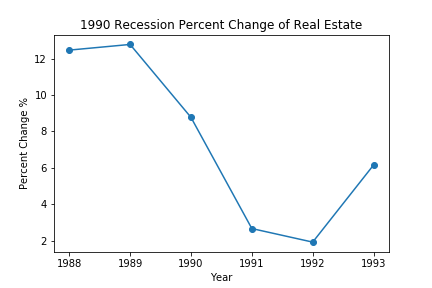 1990 Recession Percent Change of Real Estate
12
10
8
6
4
2
Percent Change %
1988 1989 1990 1991 1992 1993
Year